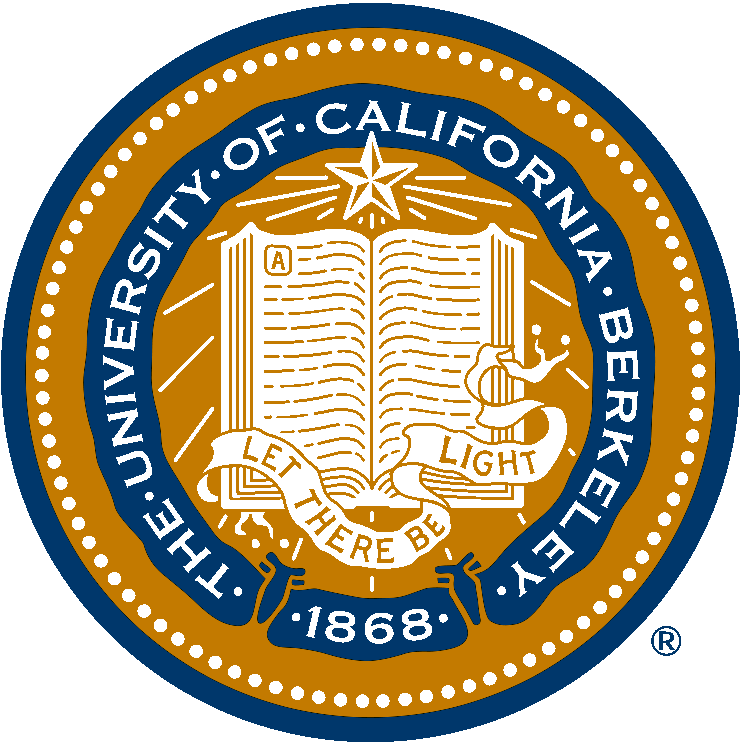 THE·UNIVERSITY·OF·CALIFORNIA·BERKELEY
A
LET THERE BE LIGHT
·1868·
®